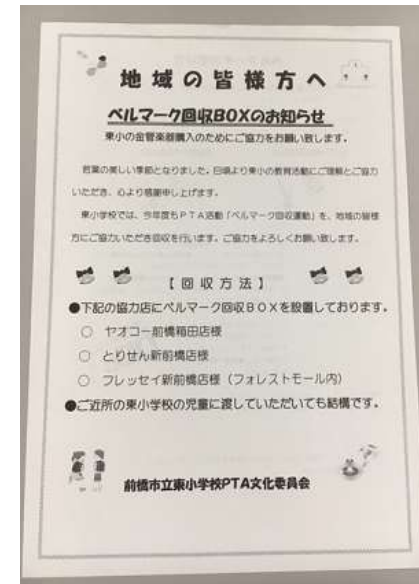 地域の皆様方へ
ベルマーク回収BOXのお知らせ
東小の金管楽器購入のためにご協力をお願い致します。
若葉の美しい季節となりました。日頃より東小の教育活動にご理解とご協力
いただき、心より感謝申し上げます。
東小学校では、今年度もPTA活動「ベルマーク回収運動」を、地域の皆様
方にご協力いただき回収を行います。ご協力をよろしくお願い致します。
【回収方法】
●下記の協力店にベルマーク回収BOXを設置しております。
○ ヤオコー前橋箱田店様
○ とりせん新前橋店様
○ フレッセイ新前橋店様（フォレストモール内）
●ご近所の東小学校の児童に渡していただいても結構です。
前橋市立東小学校PTA文化委員会